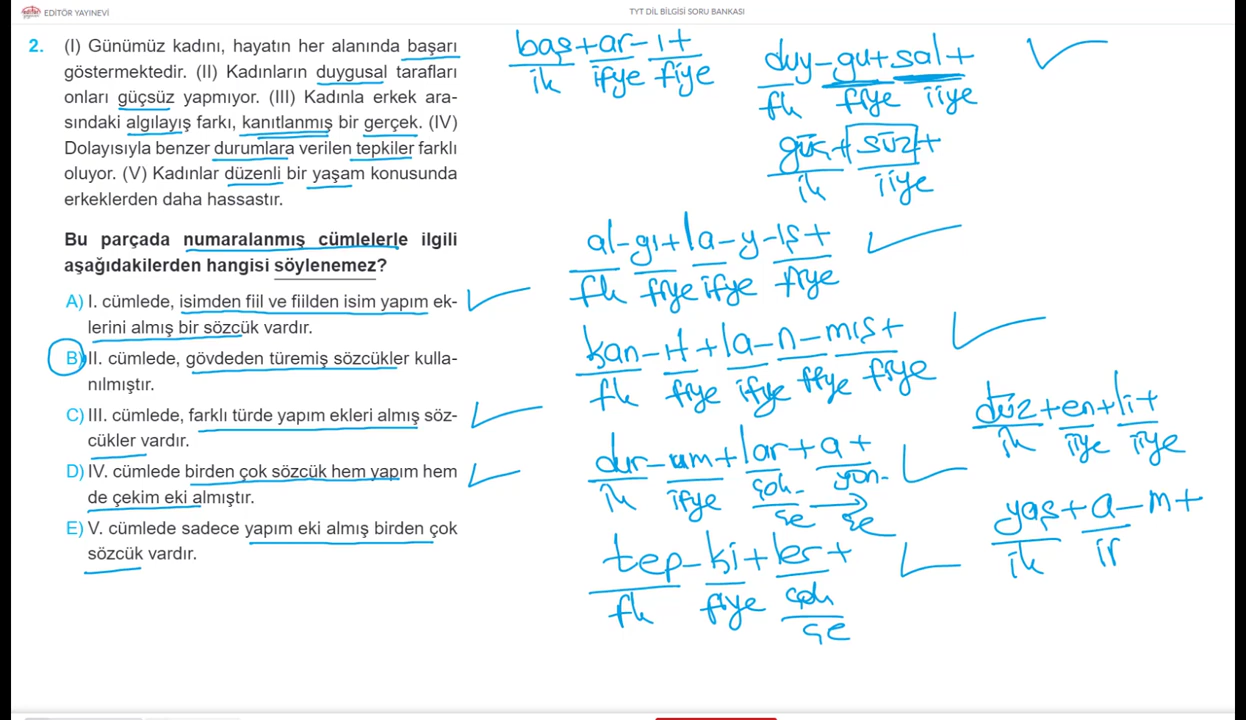 EDİTÖR YAYINEVİ
TYT DİL BİLGİSİ SORU BANKASI
2. (I) Günümüz kadını, hayatın her alanında başarı
göstermektedir. (II) Kadınların duygusal tarafları
onları güçsüz yapmıyor. (III) Kadınla erkek ara-
sındaki algılayış farkı, kanıtlanmış bir gerçek. (IV)
Dolayısıyla benzer durumlara verilen tepkiler farklı
oluyor. (V) Kadınlar düzenli bir yaşam konusunda
erkeklerden daha hassastır.
Bu parçada numaralanmış cümlelerle ilgili
aşağıdakilerden hangisi söylenemez?
A) I. cümlede, isimden fiil ve fiilden isim yapım ek-
lerini almış bir sözcük vardır.
B) II. cümlede, gövdeden türemiş sözcükler kulla-
nılmıştır.
C) III. cümlede, farklı türde yapım ekleri almış söz-
cükler vardır.
D) IV. cümlede birden çok sözcük hem yapım hem
de çekim eki almıştır.
E) V. cümlede sadece yapım eki almış birden çok
sözcük vardır.
baş+ar-ı+
ik ifye fiye
duy-gu+sal+
fk fiye iiye
güç+süz+
ik iiye
al-gı+la-y-ış+
fk fiye ifye fiye
kan-ıt+la-n-mış+
fk fiye ifye ffye fiye
dur-um+lar+a+
ik ifye çok. yön.
çe çe
tep-ki+ler+
fk fiye çok
çe
düz+en+li+
ik iiye iiye
yaş+a-m+
ik if